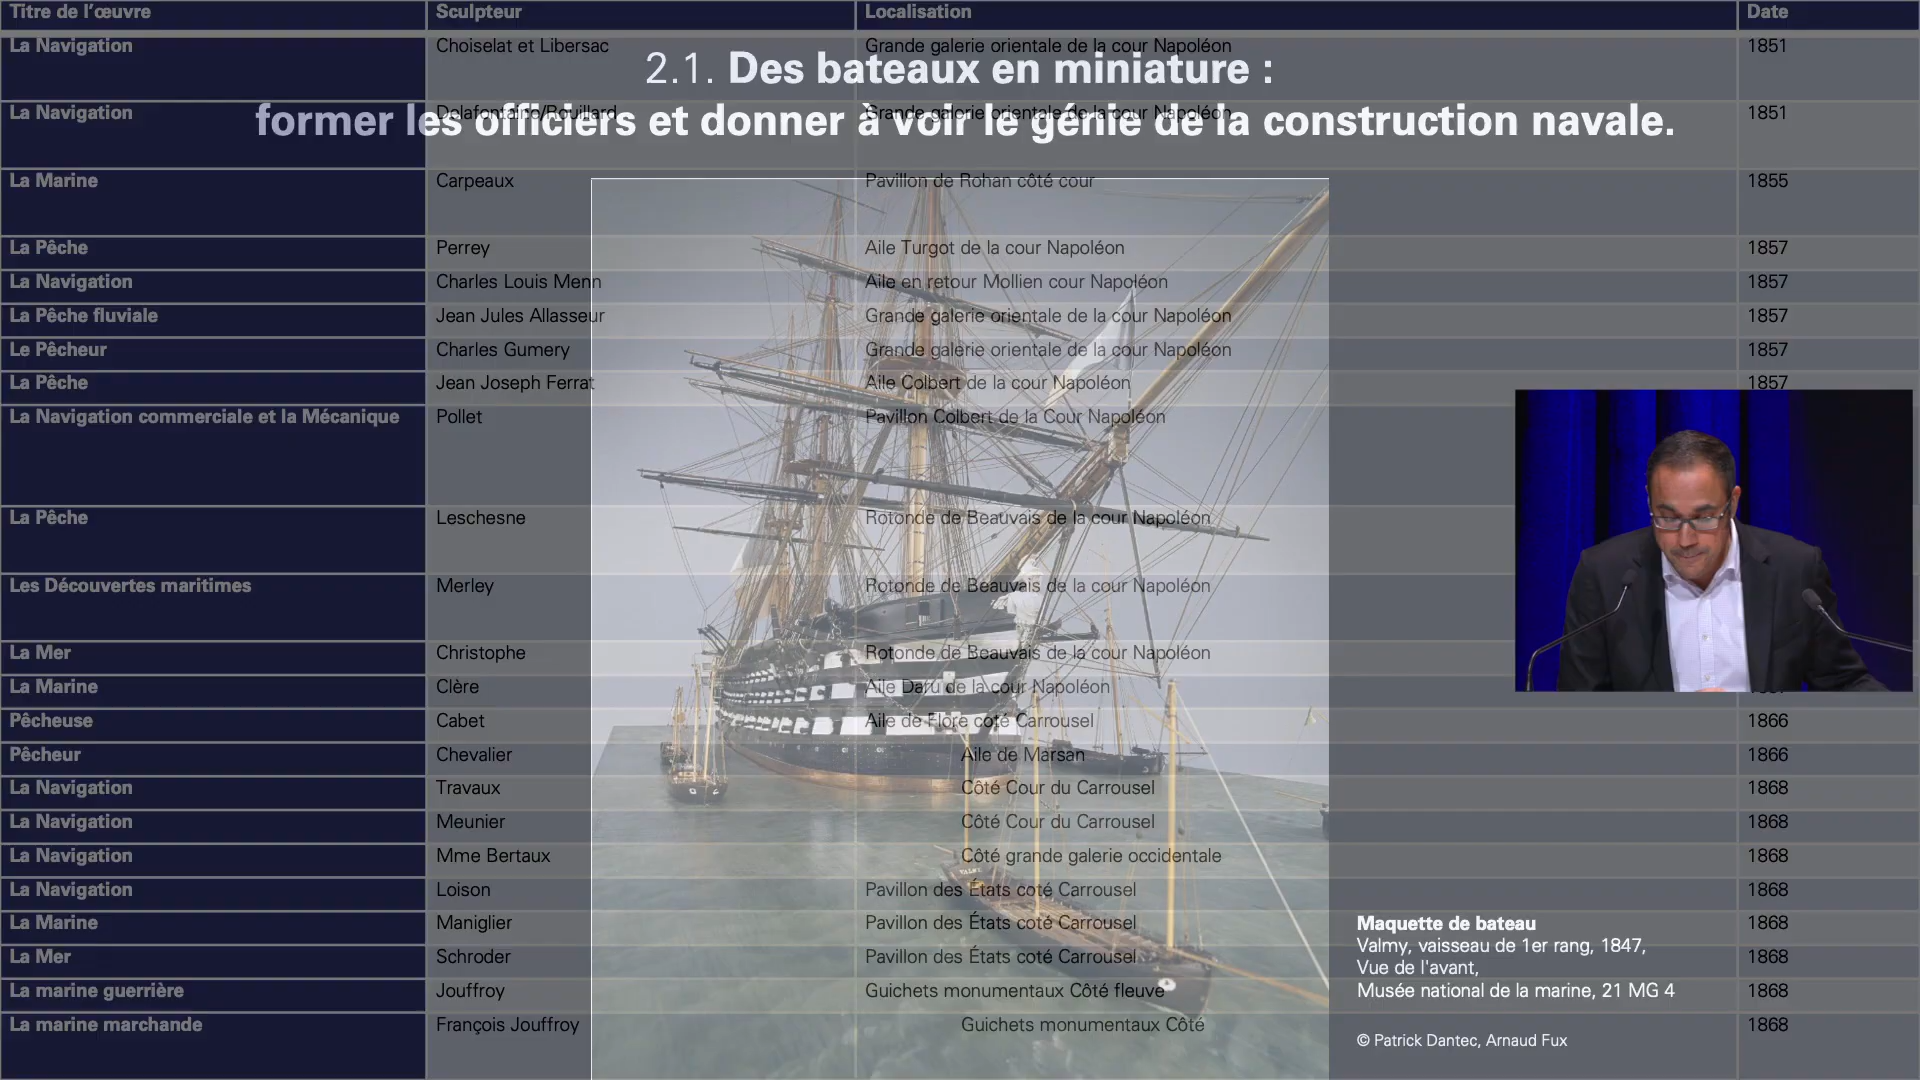 Titre de l'œuvre Sculpteur Localisation Date
La Navigation Choiselat et Libersac Grande galerie orientale de la cour Napoléon 1851
2.1. Des bateaux en miniature :
La Navigation Delafontaine/Rouillard Grande galerie orientale de la cour Napoléon 1851
former les officiers et donner à voir le génie de la construction navale.
La Marine Carpeaux Pavillon de Rohan côté cour 1855
La Pêche Perrey Aile Turgot de la cour Napoléon 1857
La Navigation Charles Louis Menn Aile en retour Mollien cour Napoléon 1857
La Pêche fluviale Jean Jules Allasseur Grande galerie orientale de la cour Napoléon 1857
Le Pêcheur Charles Gumery Grande galerie orientale de la cour Napoléon 1857
La Pêche Jean Joseph Ferrat Aile Colbert de la cour Napoléon 1857
La Navigation commerciale et la Mécanique Pollet Pavillon Colbert de la Cour Napoléon
La Pêche Leschesne Rotonde de Beauvais de la cour Napoléon
Les Découvertes maritimes Merley Rotonde de Beauvais de la cour Napoléon
La Mer Christophe Rotonde de Beauvais de la cour Napoléon
La Marine Clère Aile Daru de la cour Napoléon
Pêcheuse Cabet Aile de Flore coté Carrousel 1866
Pêcheur Chevalier Aile de Marsan 1866
La Navigation Travaux Côté Cour du Carrousel 1868
La Navigation Meunier Côté Cour du Carrousel 1868
La Navigation Mme Bertaux Côté grande galerie occidentale 1868
La Navigation Loison Pavillon des États coté Carrousel 1868
La Marine Maniglier Pavillon des États coté Carrousel 1868
La Mer Schroder Pavillon des États coté Carrousel 1868
La marine guerrière Jouffroy Guichets monumentaux Côté fleuve 1868
La marine marchande François Jouffroy Guichets monumentaux Côté 1868
Maquette de bateau
Valmy, vaisseau de 1er rang, 1847,
Vue de l'avant,
Musée national de la marine, 21 MG 4
© Patrick Dantec, Arnaud Fux